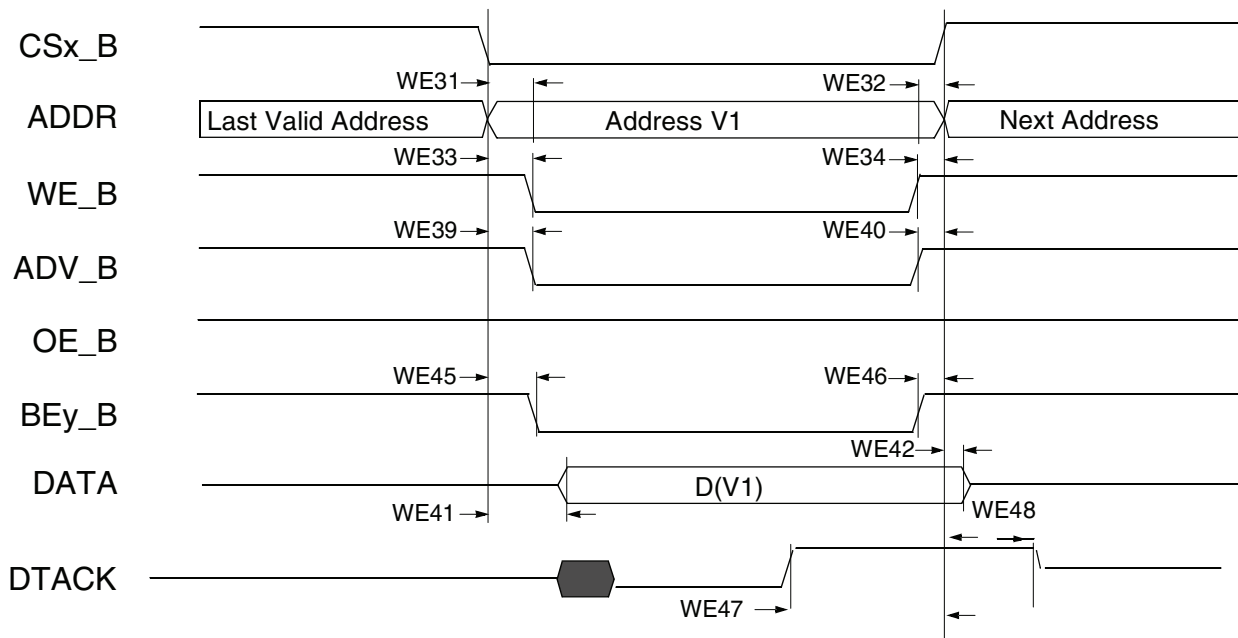 CSx_B
WE31
WE32
ADDR
Last Valid Address
Address V1
Next Address
WE33
WE34
WE_B
WE39
WE40
ADV_B
OE_B
WE45
WE46
BEy_B
WE42
DATA
D(V1)
WE41
WE48
DTACK
WE47